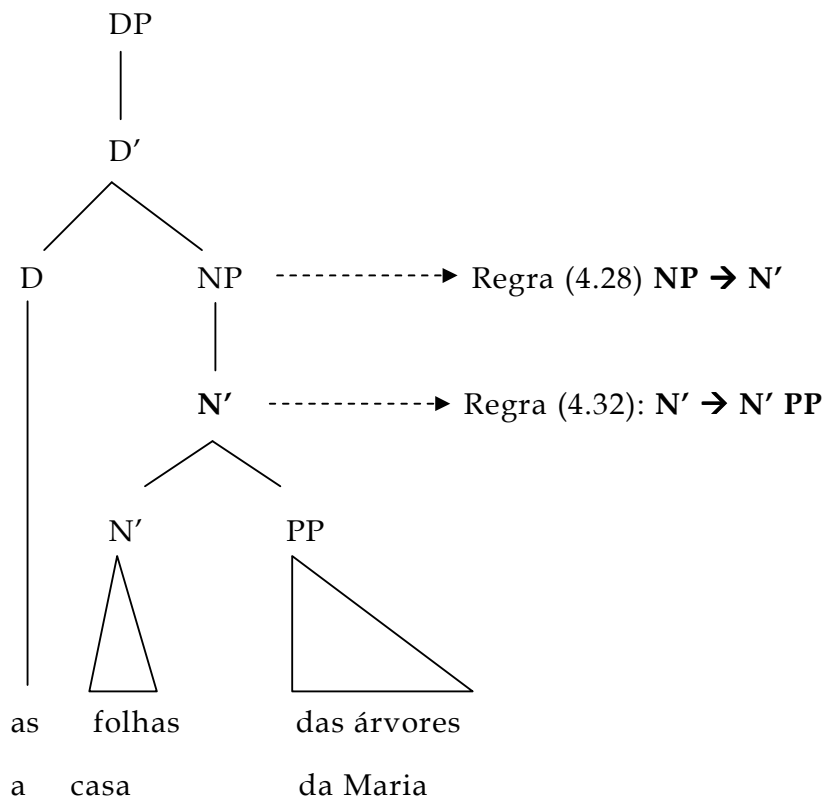 DP
D′
D NP Regra (4.28) NP → N′
N′ Regra (4.32): N′ → N′ PP
N′ PP
as folhas das árvores
a casa da Maria